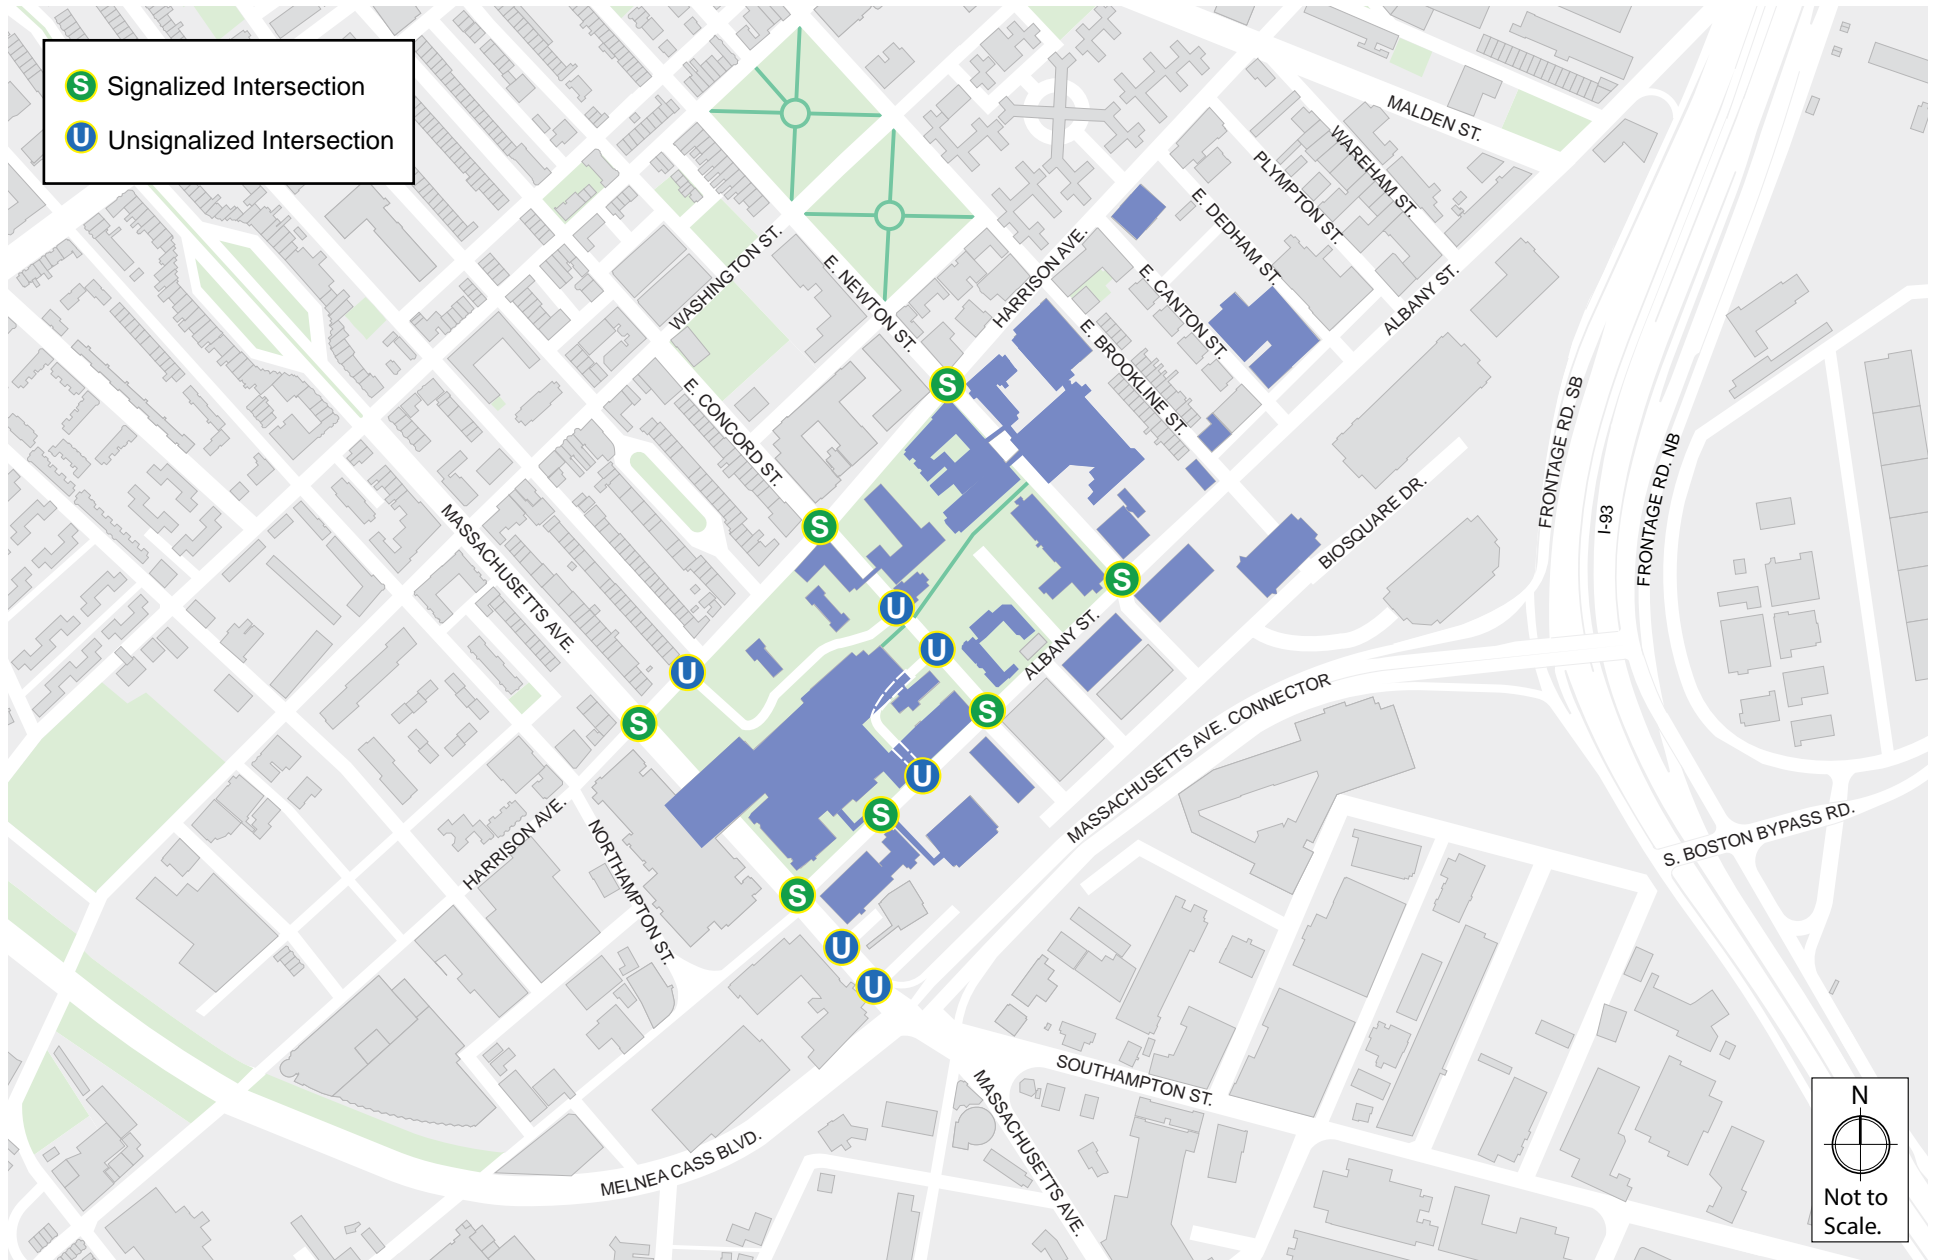 S Signalized Intersection
U Unsignalized Intersection
MALDEN ST.
WAREHAM ST.
PLYMPTON ST.
E. DEDHAM ST.
E. CANTON ST.
HARRISON AVE.
ALBANY ST.
WASHINGTON ST.
E. NEWTON ST.
E. BROOKLINE ST.
E. CONCORD ST.
S
S
MASSACHUSETTS AVE.
BIOSQUARE DR.
FRONTAGE RD. SB
I-93
FRONTAGE RD. NB
S
U
U
ALBANY ST.
U
S
S
MASSACHUSETTS AVE. CONNECTOR
U
S
HARRISON AVE.
NORTHAMPTON ST.
S
S. BOSTON BYPASS RD.
U
U
SOUTHAMPTON ST.
MASSACHUSETTS AVE.
MELNEA CASS BLVD.
N
Not to
Scale.